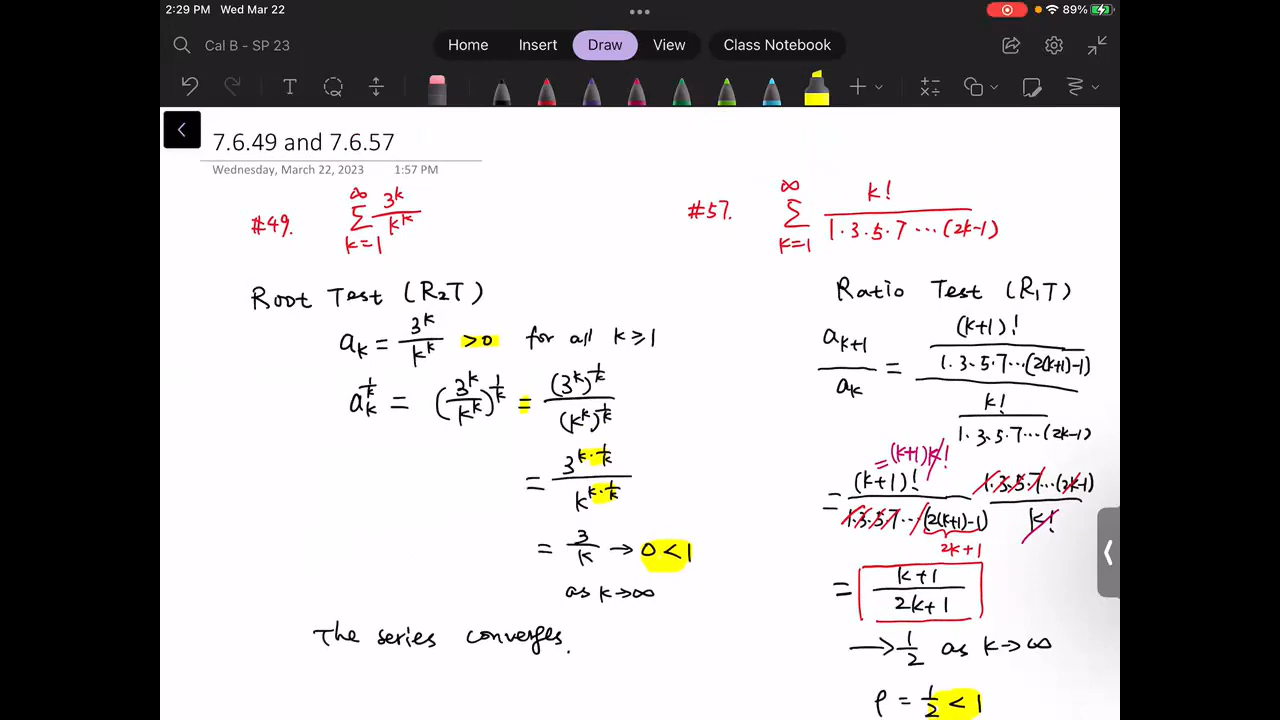 2:29 PM Wed Mar 22
89%
Cal B - SP 23
Home Insert Draw View Class Notebook
7.6.49 and 7.6.57
Wednesday, March 22, 2023 1:57 PM
#49. ∞ Σ k=1 3^k / k^k
Root Test (R₂T)
a_k = 3^k / k^k >0 for all k ≥ 1
a_k^(1/k) = (3^k / k^k)^(1/k) = (3^k)^(1/k) / (k^k)^(1/k)
= 3^(k·1/k) / k^(k·1/k)
= 3/k → 0 < 1
as k→∞
The series converges.
#57. ∞ Σ k=1 k! / 1·3·5·7···(2k-1)
Ratio Test (R₁T)
a_k+1 / a_k = (k+1)! / 1·3·5·7···(2(k+1)-1) / k! / 1·3·5·7···(2k-1)
=(k+1)k!
= (k+1)! / 1·3·5·7···(2(k+1)-1) 1·3·5·7···(2k-1) / k!
2k+1
= k+1 / 2k+1
→ 1/2 as k→∞
ρ = 1/2 < 1